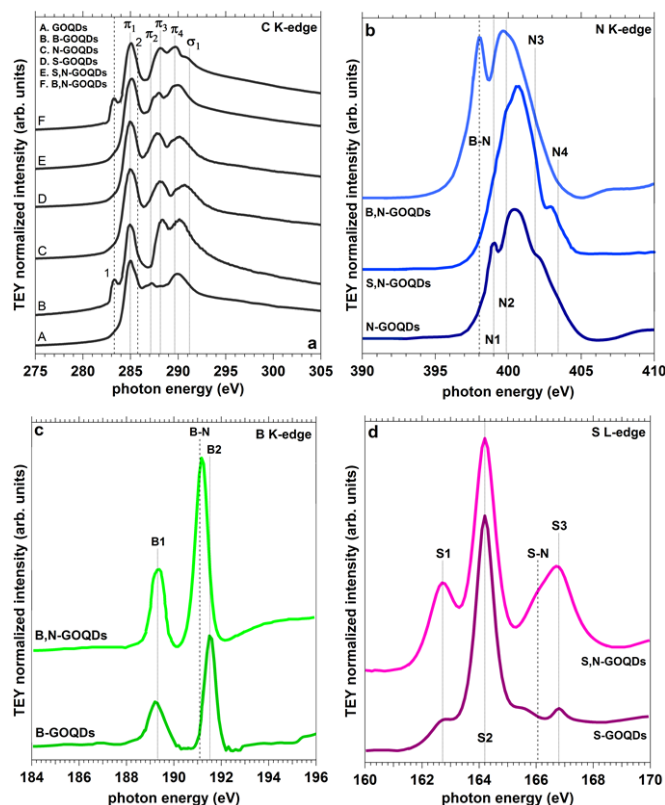 A. GOQDs
B. B-GOQDs
C. N-GOQDs
D. S-GOQDs
E. S,N-GOQDs
F. B,N-GOQDs
π1
2
π2
π3
π4
σ1
C K-edge
F
E
D
C
1
B
A
a
TEY normalized intensity (arb. units)
275 280 285 290 295 300 305
photon energy (eV)
b
N K-edge
N3
B-N
N4
B,N-GOQDs
S,N-GOQDs
N2
N-GOQDs
N1
TEY normalized intensity (arb. units)
390 395 400 405 410
photon energy (eV)
c
B-N
B K-edge
B2
B1
B,N-GOQDs
B-GOQDs
TEY normalized intensity (arb. units)
184 186 188 190 192 194 196
photon energy (eV)
d
S L-edge
S1
S-N
S3
S,N-GOQDs
S2
S-GOQDs
TEY normalized intensity (arb. units)
160 162 164 166 168 170
photon energy (eV)